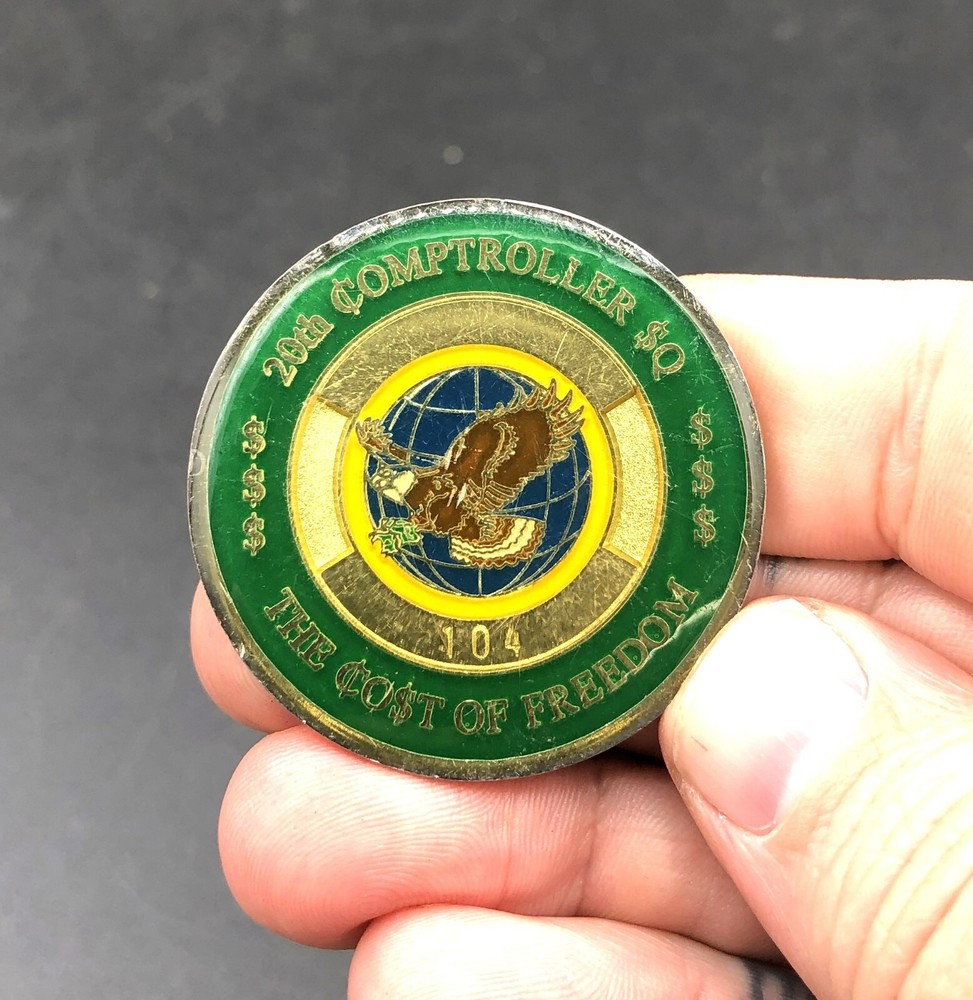 20th ₵OMPTROLLER $Q
$ $ $
$ $ $
104
THE ₵O$T OF FREEDOM